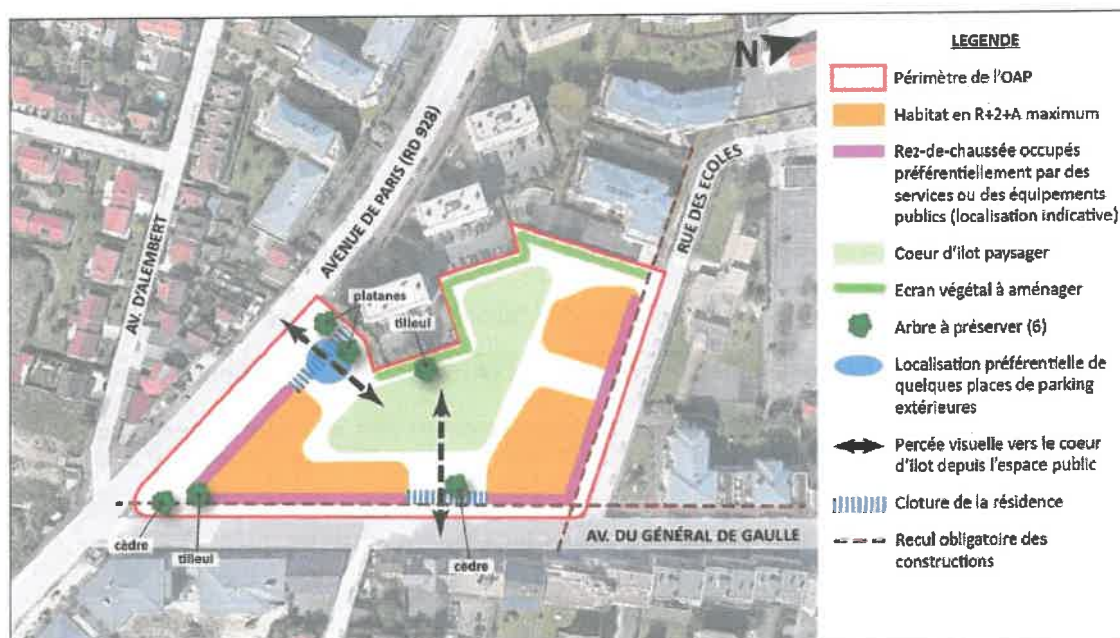 N
AV. D'ALEMBERT
AVENUE DE PARIS (RD 928)
RUE DES ECOLES
platanes
tilleul
cèdre
tilleul
cèdre
AV. DU GÉNÉRAL DE GAULLE
LEGENDE
Périmètre de l'OAP
Habitat en R+2+A maximum
Rez-de-chaussée occupés
préférentiellement par des
services ou des équipements
publics (localisation indicative)
Coeur d'ilot paysager
Ecran végétal à aménager
Arbre à préserver (6)
Localisation préférentielle de
quelques places de parking
extérieures
Percée visuelle vers le coeur
d'ilot depuis l'espace public
Cloture de la résidence
Recul obligatoire des
constructions